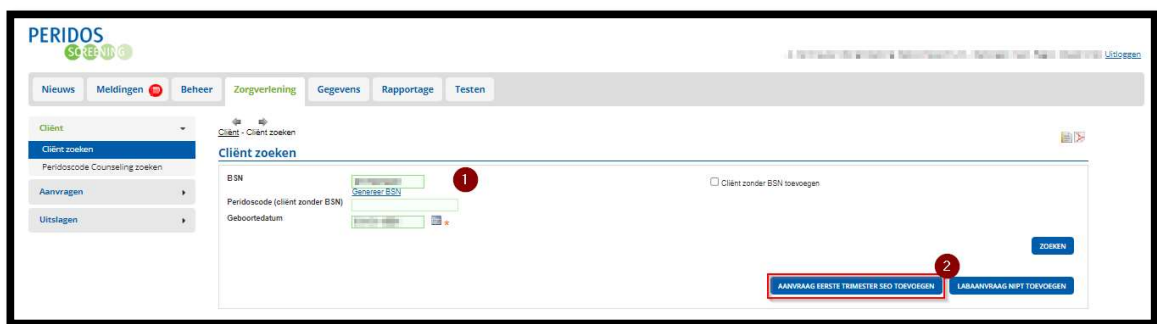 PERIDOS
SCREENING
Uitloggen
Nieuws Meldingen Beheer Zorgverlening Gegevens Rapportage Testen
Cliënt
Cliënt zoeken
Peridoscode Counseling zoeken
Aanvragen
Uitslagen
Cliënt - Cliënt zoeken
Cliënt zoeken
BSN 1 Cliënt zonder BSN toevoegen
Genereer BSN
Peridoscode (cliënt zonder BSN)
Geboortedatum *
ZOEKEN
2
AANVRAAG EERSTE TRIMESTER SEO TOEVOEGEN LABAANVRAAG NIPT TOEVOEGEN